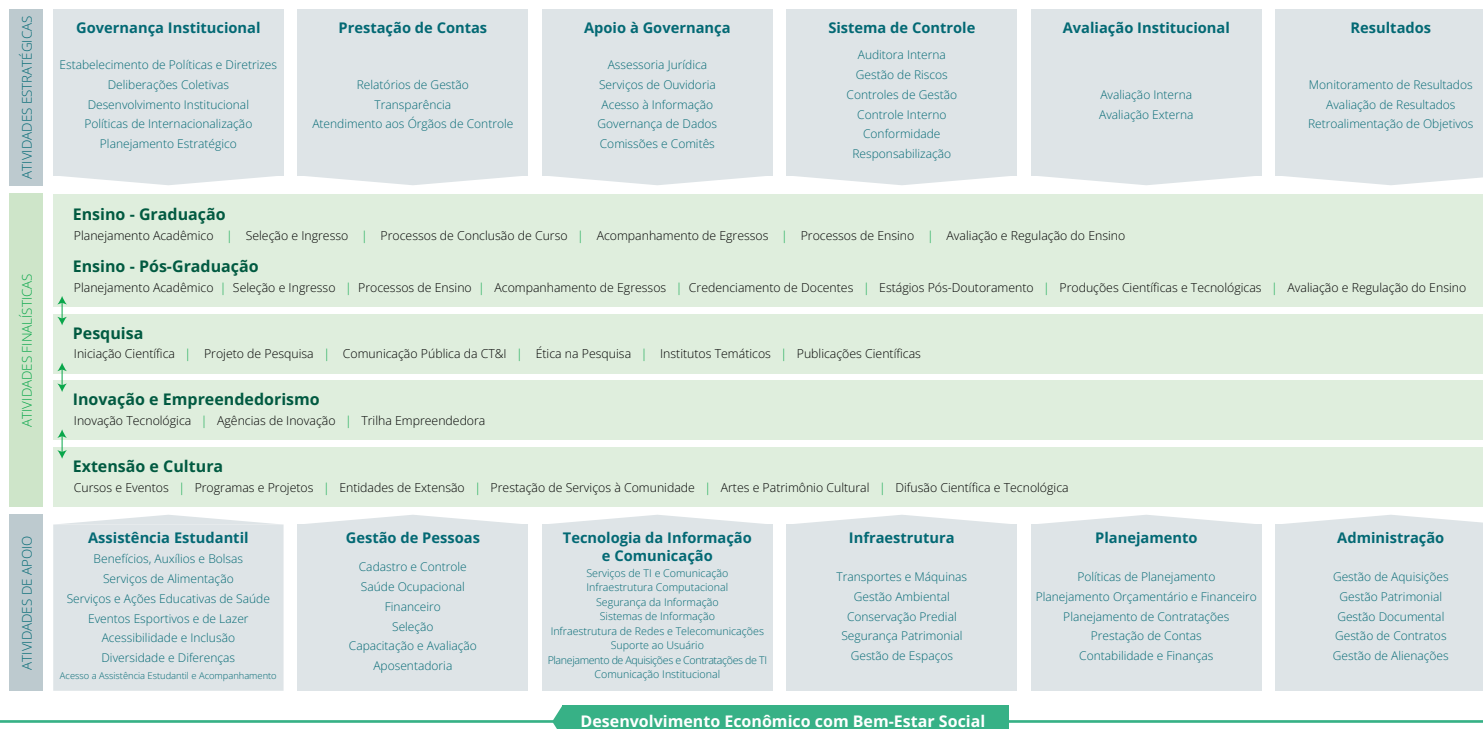 ATIVIDADES ESTRATÉGICAS
Governança Institucional
Estabelecimento de Políticas e Diretrizes
Deliberações Coletivas
Desenvolvimento Institucional
Políticas de Internacionalização
Planejamento Estratégico
Prestação de Contas
Relatórios de Gestão
Transparência
Atendimento aos Órgãos de Controle
Apoio à Governança
Assessoria Jurídica
Serviços de Ouvidoria
Acesso à Informação
Governança de Dados
Comissões e Comitês
Sistema de Controle
Auditora Interna
Gestão de Riscos
Controles de Gestão
Controle Interno
Conformidade
Responsabilização
Avaliação Institucional
Avaliação Interna
Avaliação Externa
Resultados
Monitoramento de Resultados
Avaliação de Resultados
Retroalimentação de Objetivos
ATIVIDADES FINALÍSTICAS
Ensino - Graduação
Planejamento Acadêmico | Seleção e Ingresso | Processos de Conclusão de Curso | Acompanhamento de Egressos | Processos de Ensino | Avaliação e Regulação do Ensino
Ensino - Pós-Graduação
Planejamento Acadêmico | Seleção e Ingresso | Processos de Ensino | Acompanhamento de Egressos | Credenciamento de Docentes | Estágios Pós-Doutoramento | Produções Científicas e Tecnológicas | Avaliação e Regulação do Ensino
Pesquisa
Iniciação Científica | Projeto de Pesquisa | Comunicação Pública da CT&I | Ética na Pesquisa | Institutos Temáticos | Publicações Científicas
Inovação e Empreendedorismo
Inovação Tecnológica | Agências de Inovação | Trilha Empreendedora
Extensão e Cultura
Cursos e Eventos | Programas e Projetos | Entidades de Extensão | Prestação de Serviços à Comunidade | Artes e Patrimônio Cultural | Difusão Científica e Tecnológica
ATIVIDADES DE APOIO
Assistência Estudantil
Benefícios, Auxílios e Bolsas
Serviços de Alimentação
Serviços e Ações Educativas de Saúde
Eventos Esportivos e de Lazer
Acessibilidade e Inclusão
Diversidade e Diferenças
Acesso a Assistência Estudantil e Acompanhamento
Gestão de Pessoas
Cadastro e Controle
Saúde Ocupacional
Financeiro
Seleção
Capacitação e Avaliação
Aposentadoria
Tecnologia da Informação
e Comunicação
Serviços de TI e Comunicação
Infraestrutura Computacional
Segurança da Informação
Sistemas de Informação
Infraestrutura de Redes e Telecomunicações
Suporte ao Usuário
Planejamento de Aquisições e Contratações de TI
Comunicação Institucional
Infraestrutura
Transportes e Máquinas
Gestão Ambiental
Conservação Predial
Segurança Patrimonial
Gestão de Espaços
Planejamento
Políticas de Planejamento
Planejamento Orçamentário e Financeiro
Planejamento de Contratações
Prestação de Contas
Contabilidade e Finanças
Administração
Gestão de Aquisições
Gestão Patrimonial
Gestão Documental
Gestão de Contratos
Gestão de Alienações
Desenvolvimento Econômico com Bem-Estar Social